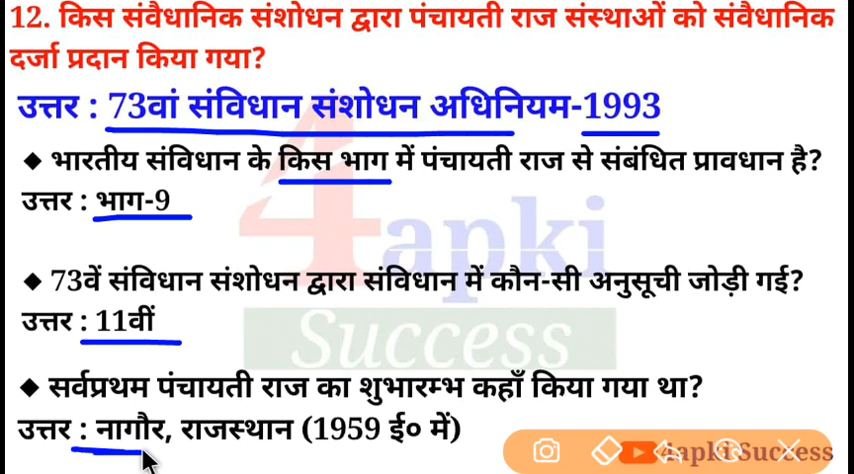 12. किस संवैधानिक संशोधन द्वारा पंचायती राज संस्थाओं को संवैधानिक
दर्जा प्रदान किया गया?
उत्तर : 73वां संविधान संशोधन अधिनियम-1993
◆ भारतीय संविधान के किस भाग में पंचायती राज से संबंधित प्रावधान है?
उत्तर : भाग-9
◆ 73वें संविधान संशोधन द्वारा संविधान में कौन-सी अनुसूची जोड़ी गई?
उत्तर : 11वीं
◆ सर्वप्रथम पंचायती राज का शुभारम्भ कहाँ किया गया था?
उत्तर : नागौर, राजस्थान (1959 ई० में)
4apki
Success
4apki Success